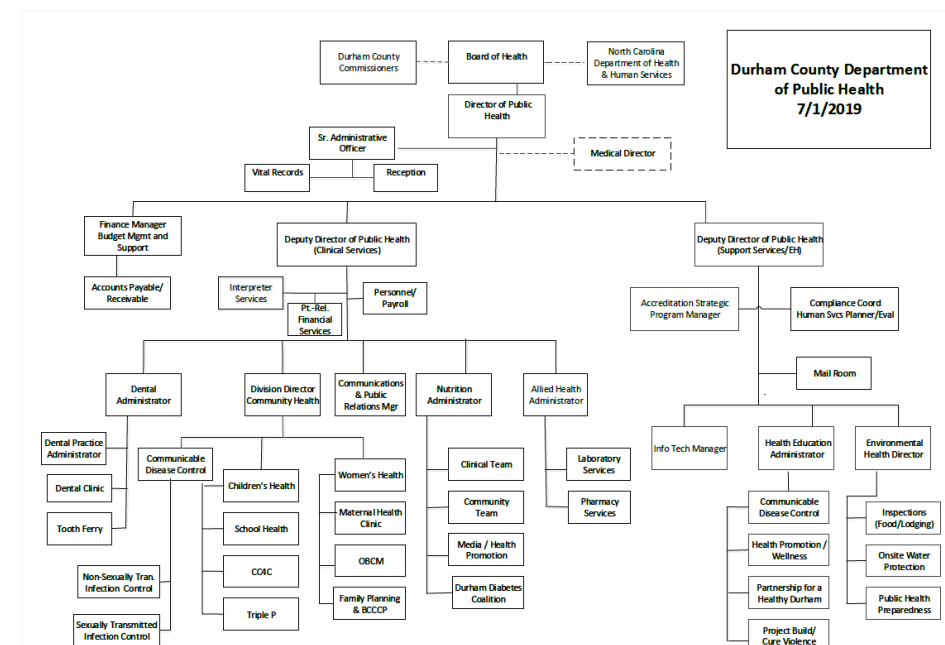 Durham County
Commissioners
Board of Health
North Carolina
Department of Health
& Human Services
Durham County Department
of Public Health
7/1/2019
Director of Public
Health
Sr. Administrative
Officer
Medical Director
Vital Records
Reception
Finance Manager
Budget Mgmt and
Support
Deputy Director of Public Health
(Clinical Services)
Deputy Director of Public Health
(Support Services/EH)
Accounts Payable/
Receivable
Interpreter
Services
Personnel/
Payroll
Pt.-Rel.
Financial
Services
Accreditation Strategic
Program Manager
Compliance Coord
Human Svcs Planner/Eval
Mail Room
Dental
Administrator
Division Director
Community Health
Communications
& Public
Relations Mgr
Nutrition
Administrator
Allied Health
Administrator
Info Tech Manager
Health Education
Administrator
Environmental
Health Director
Dental Practice
Administrator
Dental Clinic
Tooth Ferry
Communicable
Disease Control
Non-Sexually Tran.
Infection Control
Sexually Transmitted
Infection Control
Children's Health
School Health
CC4C
Triple P
Women's Health
Maternal Health
Clinic
OBCM
Family Planning
& BCCCP
Clinical Team
Community
Team
Media / Health
Promotion
Durham Diabetes
Coalition
Laboratory
Services
Pharmacy
Services
Communicable
Disease Control
Health Promotion /
Wellness
Partnership for a
Healthy Durham
Project Build/
Cure Violence
Inspections
(Food/Lodging)
Onsite Water
Protection
Public Health
Preparedness